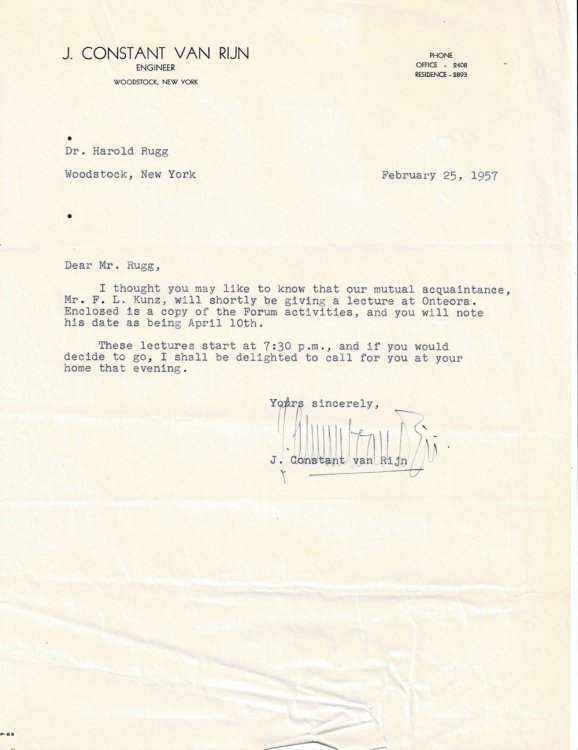 J. CONSTANT VAN RIJN
ENGINEER
WOODSTOCK, NEW YORK
PHONE
OFFICE - 2408
RESIDENCE - 2893
Dr. Harold Rugg
Woodstock, New York
February 25, 1957
Dear Mr. Rugg,
I thought you may like to know that our mutual acquaintance,
Mr. F. L. Kunz, will shortly be giving a lecture at Onteora.
Enclosed is a copy of the Forum activities, and you will note
his date as being April 10th.
These lectures start at 7:30 p.m., and if you would
decide to go, I shall be delighted to call for you at your
home that evening.
Yours sincerely,
J. Constant van Rijn
J. Constant van Rijn
P-85